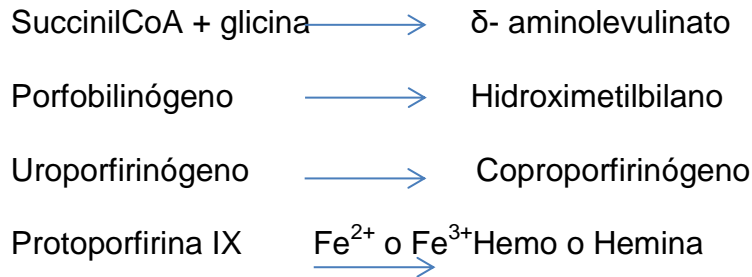 SuccinilCoA + glicina → δ- aminolevulinato
Porfobilinógeno → Hidroximetilbilano
Uroporfirinógeno → Coproporfirinógeno
Protoporfirina IX Fe²⁺ o Fe³⁺ → Hemo o Hemina